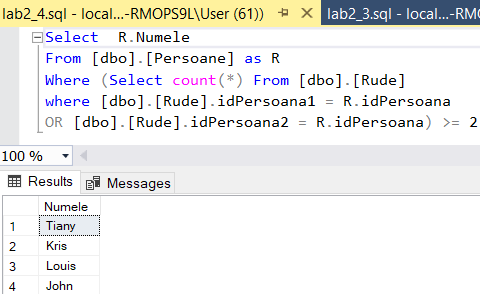 lab2_4.sql - local...-RMOPS9L\User (61)) lab2_3.sql - local...-RMO
Select R.Numele
From [dbo].[Persoane] as R
Where (Select count(*) From [dbo].[Rude]
where [dbo].[Rude].idPersoana1 = R.idPersoana
OR [dbo].[Rude].idPersoana2 = R.idPersoana) >= 2
100 %
Results Messages
Numele
1 Tiany
2 Kris
3 Louis
4 John